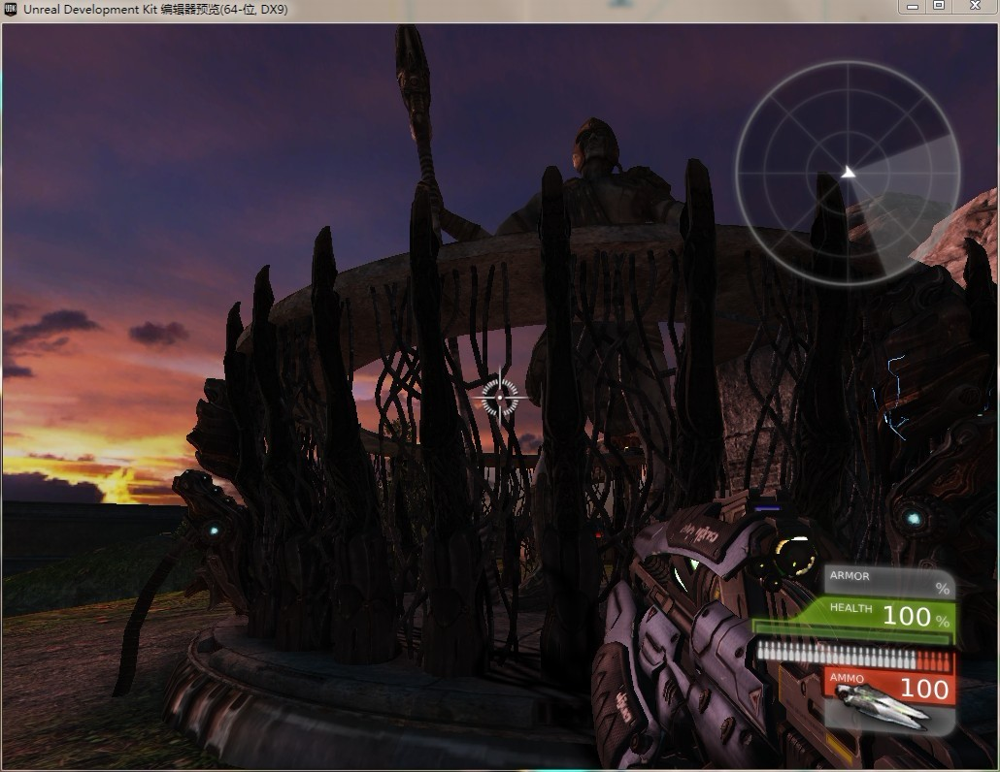 Unreal Development Kit 编辑器预览(64-位, DX9)
ARMOR
%
HEALTH 100 %
AMMO 100